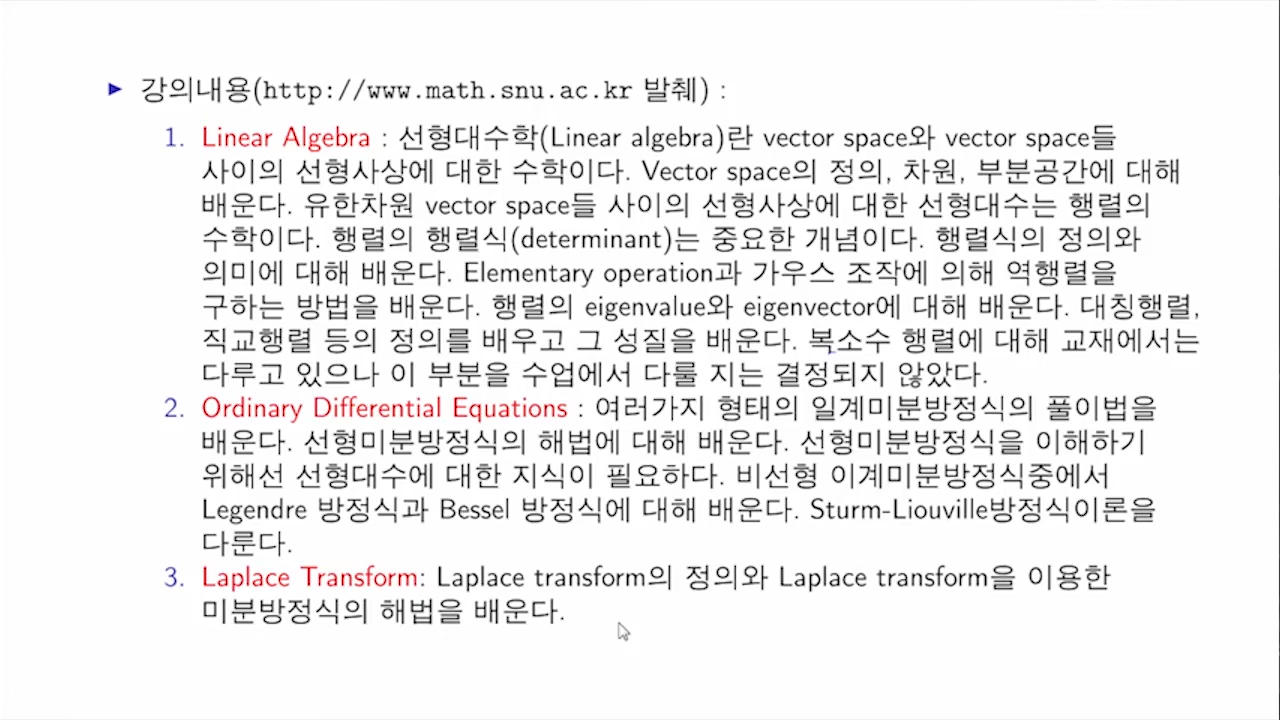 ▶ 강의내용(http://www.math.snu.ac.kr 발췌) :
1. Linear Algebra : 선형대수학(Linear algebra)란 vector space와 vector space들
사이의 선형사상에 대한 수학이다. Vector space의 정의, 차원, 부분공간에 대해
배운다. 유한차원 vector space들 사이의 선형사상에 대한 선형대수는 행렬의
수학이다. 행렬의 행렬식(determinant)는 중요한 개념이다. 행렬식의 정의와
의미에 대해 배운다. Elementary operation과 가우스 조작에 의해 역행렬을
구하는 방법을 배운다. 행렬의 eigenvalue와 eigenvector에 대해 배운다. 대칭행렬,
직교행렬 등의 정의를 배우고 그 성질을 배운다. 복소수 행렬에 대해 교재에서는
다루고 있으나 이 부분을 수업에서 다룰 지는 결정되지 않았다.
2. Ordinary Differential Equations : 여러가지 형태의 일계미분방정식의 풀이법을
배운다. 선형미분방정식의 해법에 대해 배운다. 선형미분방정식을 이해하기
위해선 선형대수에 대한 지식이 필요하다. 비선형 이계미분방정식중에서
Legendre 방정식과 Bessel 방정식에 대해 배운다. Sturm-Liouville방정식이론을
다룬다.
3. Laplace Transform: Laplace transform의 정의와 Laplace transform을 이용한
미분방정식의 해법을 배운다.